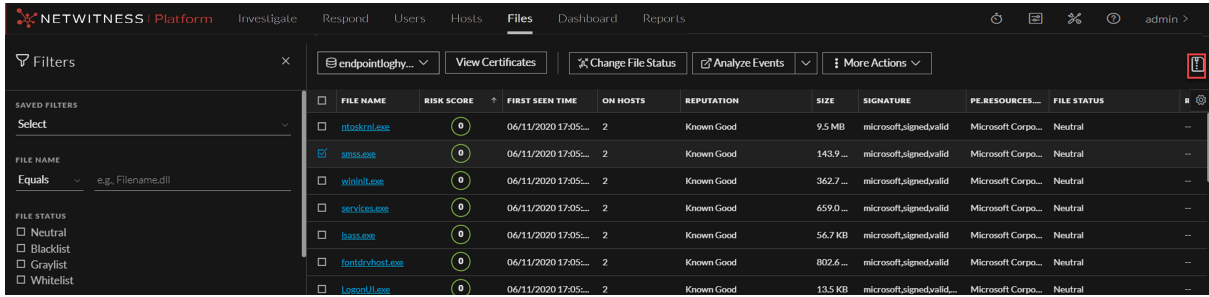 NETWITNESS | Platform Investigate Respond Users Hosts Files Dashboard Reports admin >
Filters × endpointloghy... View Certificates Change File Status Analyze Events More Actions
SAVED FILTERS
Select
FILE NAME
Equals e.g., Filename.dll
FILE STATUS
Neutral
Blacklist
Graylist
Whitelist
FILE NAME RISK SCORE ↑ FIRST SEEN TIME ON HOSTS REPUTATION SIZE SIGNATURE PE.RESOURCES.... FILE STATUS
ntoskrnl.exe 0 06/11/2020 17:05:... 2 Known Good 9.5 MB microsoft,signed,valid Microsoft Corpo... Neutral --
smss.exe 0 06/11/2020 17:05:... 2 Known Good 143.9 ... microsoft,signed,valid Microsoft Corpo... Neutral --
wininit.exe 0 06/11/2020 17:05:... 2 Known Good 362.7 ... microsoft,signed,valid Microsoft Corpo... Neutral --
services.exe 0 06/11/2020 17:05:... 2 Known Good 659.0 ... microsoft,signed,valid Microsoft Corpo... Neutral --
lsass.exe 0 06/11/2020 17:05:... 2 Known Good 56.7 KB microsoft,signed,valid Microsoft Corpo... Neutral --
fontdrvhost.exe 0 06/11/2020 17:05:... 2 Known Good 802.6 ... microsoft,signed,valid Microsoft Corpo... Neutral --
LogonUI.exe 0 06/11/2020 17:05:... 2 Known Good 13.5 KB microsoft,signed,valid,... Microsoft Corpo... Neutral --